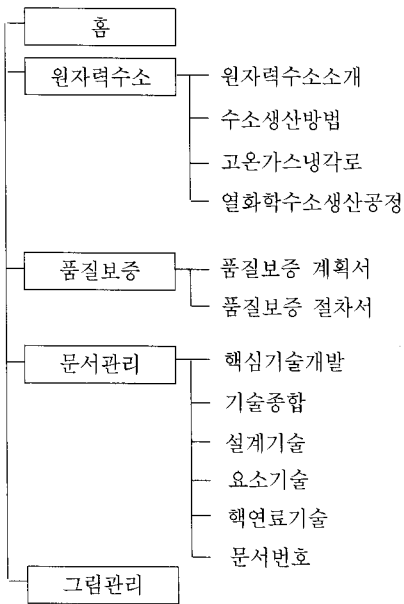 홈
원자력수소
원자력수소소개
수소생산방법
고온가스냉각로
열화학수소생산공정
품질보증
품질보증 계획서
품질보증 절차서
문서관리
핵심기술개발
기술종합
설계기술
요소기술
핵연료기술
문서번호
그림관리